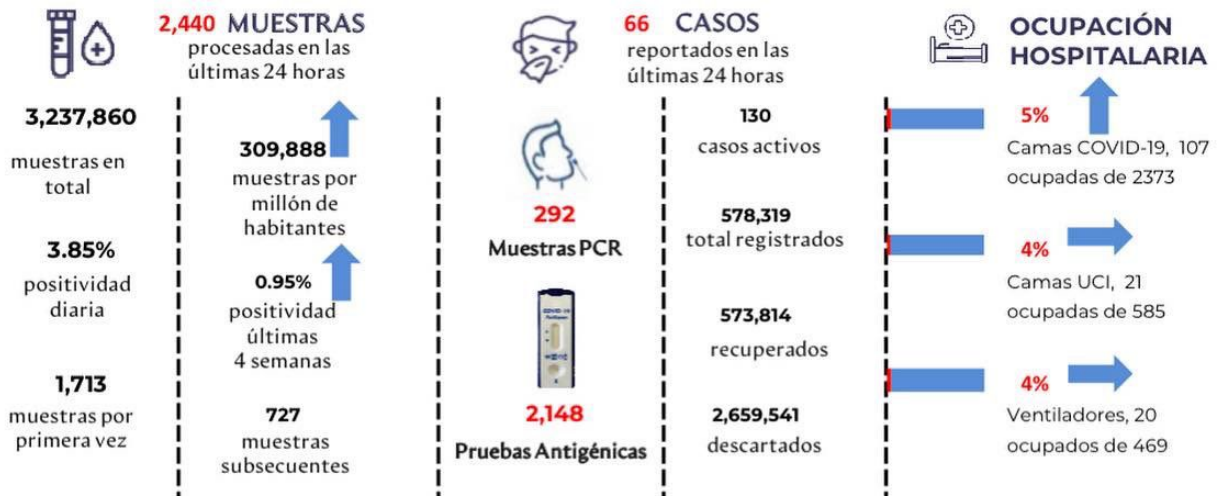 2,440 MUESTRAS
procesadas en las
últimas 24 horas
3,237,860
muestras en
total
3.85%
positividad
diaria
1,713
muestras por
primera vez
309,888
muestras por
millón de
habitantes
0.95%
positividad
últimas
4 semanas
727
muestras
subsecuentes
66 CASOS
reportados en las
últimas 24 horas
292
Muestras PCR
COVID-19
2,148
Pruebas Antigénicas
130
casos activos
578,319
total registrados
573,814
recuperados
2,659,541
descartados
OCUPACIÓN
HOSPITALARIA
5%
Camas COVID-19, 107
ocupadas de 2373
4%
Camas UCI, 21
ocupadas de 585
4%
Ventiladores, 20
ocupados de 469